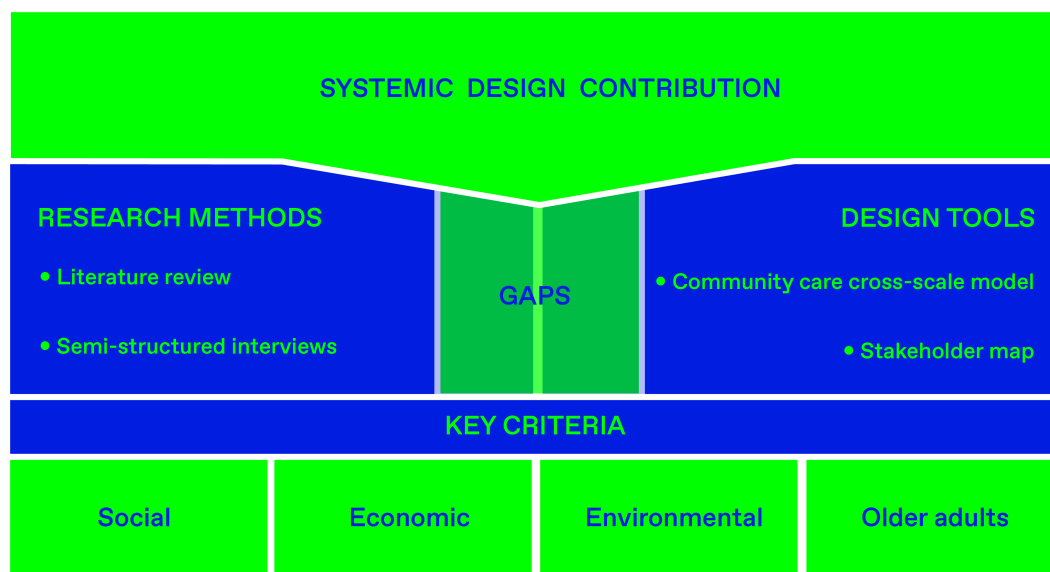 SYSTEMIC DESIGN CONTRIBUTION
RESEARCH METHODS
• Literature review
• Semi-structured interviews
GAPS
DESIGN TOOLS
• Community care cross-scale model
• Stakeholder map
KEY CRITERIA
Social
Economic
Environmental
Older adults